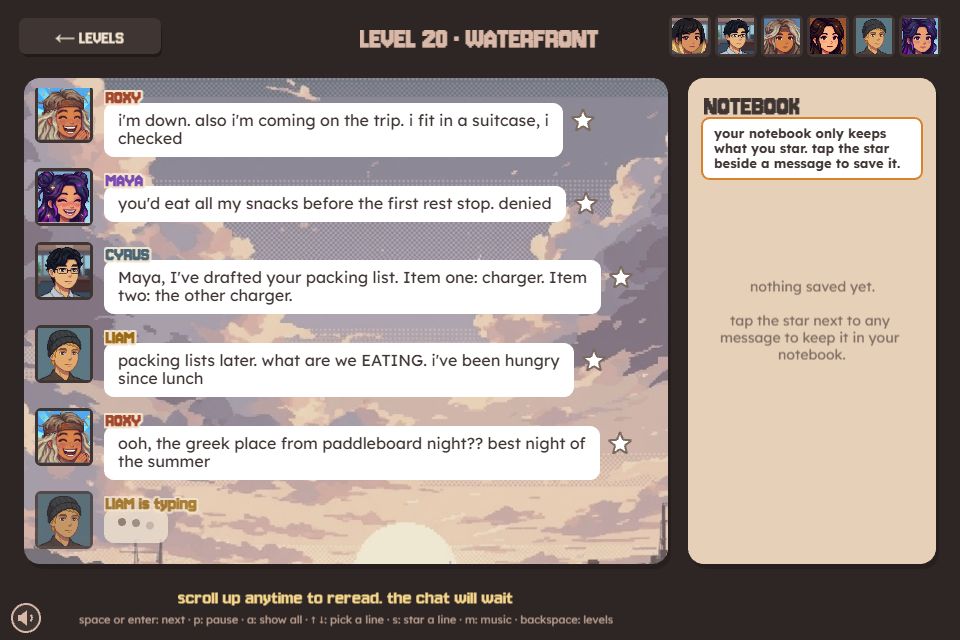 ← LEVELS
LEVEL 20 · WATERFRONT
ROXY
i'm down. also i'm coming on the trip. i fit in a suitcase, i
checked
MAYA
you'd eat all my snacks before the first rest stop. denied
CYRUS
Maya, I've drafted your packing list. Item one: charger. Item
two: the other charger.
LIAM
packing lists later. what are we EATING. i've been hungry
since lunch
ROXY
ooh, the greek place from paddleboard night?? best night of
the summer
LIAM is typing
NOTEBOOK
your notebook only keeps
what you star. tap the star
beside a message to save it.
nothing saved yet.
tap the star next to any
message to keep it in your
notebook.
scroll up anytime to reread. the chat will wait
space or enter: next · p: pause · a: show all · ↑ ↓: pick a line · s: star a line · m: music · backspace: levels